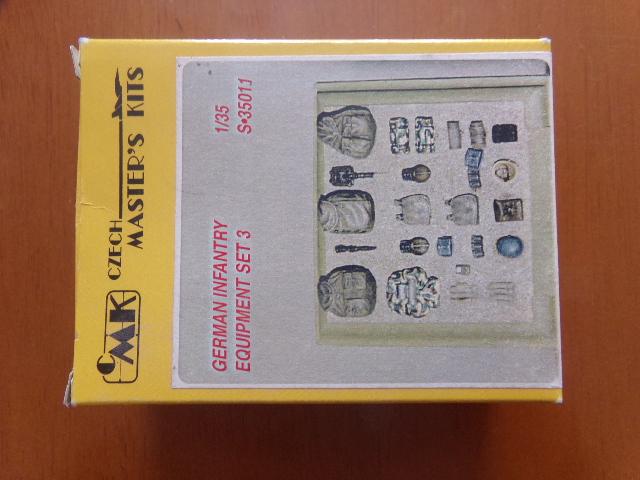 CMK
CZECH
MASTER'S KITS
GERMAN INFANTRY
EQUIPMENT SET 3
1/35
S•35011